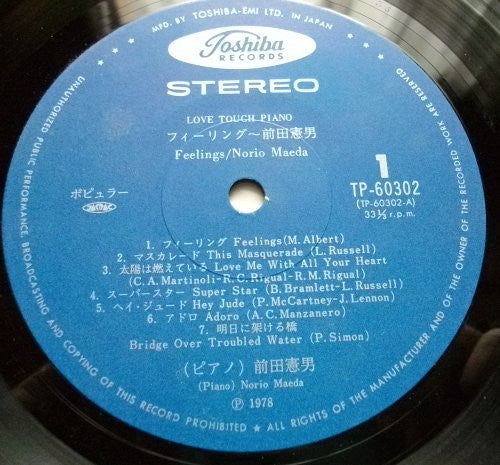 MFD. BY TOSHIBA-EMI LTD. IN JAPAN
Toshiba
RECORDS
STEREO
LOVE TOUGH PIANO
フィーリング〜前田憲男
Feelings/Norio Maeda
1
ポピュラー
TP-60302
(TP-60302-A)
33⅓ r.p.m.
1. フィーリング Feelings(M. Albert)
2. マスカレード This Masquerade (L. Russell)
3. 太陽は燃えている Love Me With All Your Heart
(C. A. Martinoli-R. C. Rigual-R. M. Rigual)
4. スーパースター Super Star (B. Bramlett-L. Russell)
5. ヘイ・ジュード Hey Jude (P. McCartney-J. Lennon)
6. アドロ Adoro (A. C. Manzanero)
7. 明日に架ける橋
Bridge Over Troubled Water (P. Simon)
(ピアノ) 前田憲男
(Piano) Norio Maeda
Ⓟ 1978
UNAUTHORIZED PUBLIC PERFORMANCE, BROADCASTING AND COPYING OF THIS RECORD PROHIBITED ★ ALL RIGHTS OF THE MANUFACTURER AND OF THE OWNER OF THE RECORDED WORK ARE RESERVED